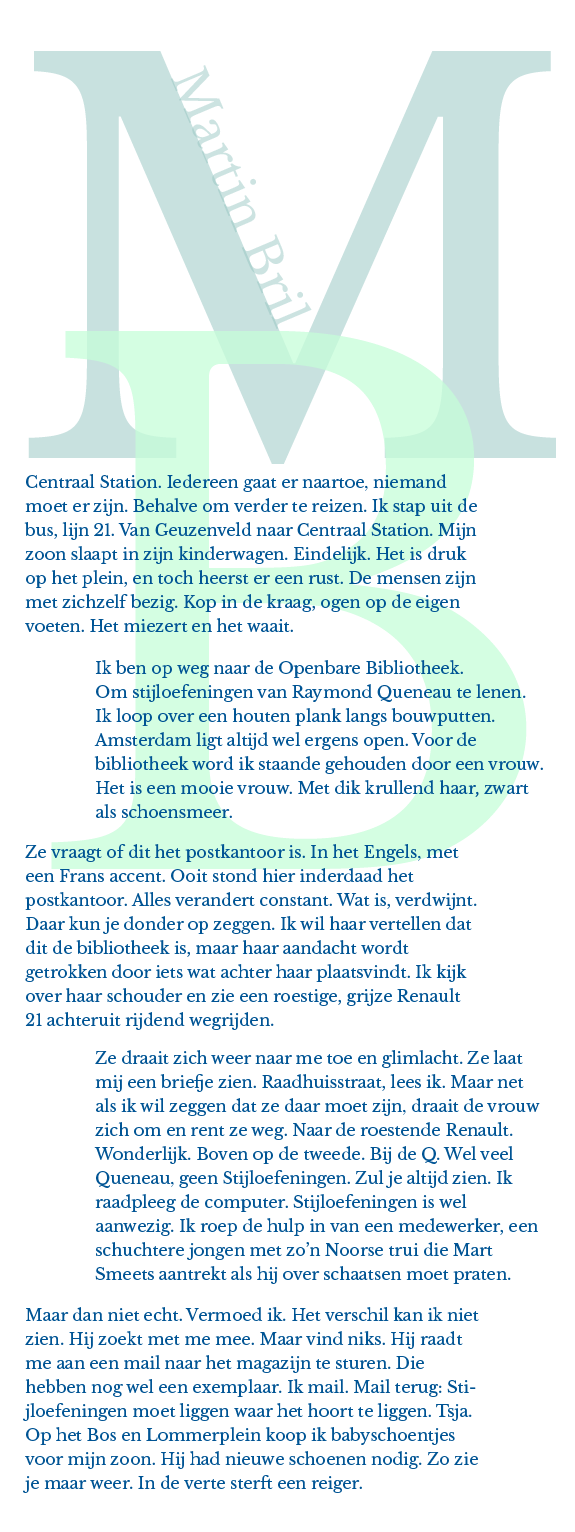 M
Martin Bril
B
Centraal Station. Iedereen gaat er naartoe, niemand
moet er zijn. Behalve om verder te reizen. Ik stap uit de
bus, lijn 21. Van Geuzenveld naar Centraal Station. Mijn
zoon slaapt in zijn kinderwagen. Eindelijk. Het is druk
op het plein, en toch heerst er een rust. De mensen zijn
met zichzelf bezig. Kop in de kraag, ogen op de eigen
voeten. Het miezert en het waait.
Ik ben op weg naar de Openbare Bibliotheek.
Om stijloefeningen van Raymond Queneau te lenen.
Ik loop over een houten plank langs bouwputten.
Amsterdam ligt altijd wel ergens open. Voor de
bibliotheek word ik staande gehouden door een vrouw.
Het is een mooie vrouw. Met dik krullend haar, zwart
als schoensmeer.
Ze vraagt of dit het postkantoor is. In het Engels, met
een Frans accent. Ooit stond hier inderdaad het
postkantoor. Alles verandert constant. Wat is, verdwijnt.
Daar kun je donder op zeggen. Ik wil haar vertellen dat
dit de bibliotheek is, maar haar aandacht wordt
getrokken door iets wat achter haar plaatsvindt. Ik kijk
over haar schouder en zie een roestige, grijze Renault
21 achteruit rijdend wegrijden.
Ze draait zich weer naar me toe en glimlacht. Ze laat
mij een briefje zien. Raadhuisstraat, lees ik. Maar net
als ik wil zeggen dat ze daar moet zijn, draait de vrouw
zich om en rent ze weg. Naar de roestende Renault.
Wonderlijk. Boven op de tweede. Bij de Q. Wel veel
Queneau, geen Stijloefeningen. Zul je altijd zien. Ik
raadpleeg de computer. Stijloefeningen is wel
aanwezig. Ik roep de hulp in van een medewerker, een
schuchtere jongen met zo’n Noorse trui die Mart
Smeets aantrekt als hij over schaatsen moet praten.
Maar dan niet echt. Vermoed ik. Het verschil kan ik niet
zien. Hij zoekt met me mee. Maar vind niks. Hij raadt
me aan een mail naar het magazijn te sturen. Die
hebben nog wel een exemplaar. Ik mail. Mail terug: Sti-
jloefeningen moet liggen waar het hoort te liggen. Tsja.
Op het Bos en Lommerplein koop ik babyschoentjes
voor mijn zoon. Hij had nieuwe schoenen nodig. Zo zie
je maar weer. In de verte sterft een reiger.